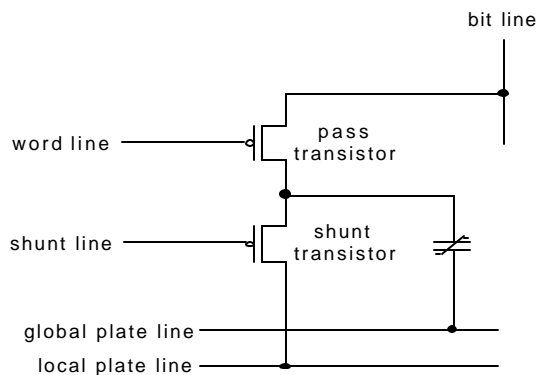 bit line
word line
pass
transistor
shunt line
shunt
transistor
global plate line
local plate line